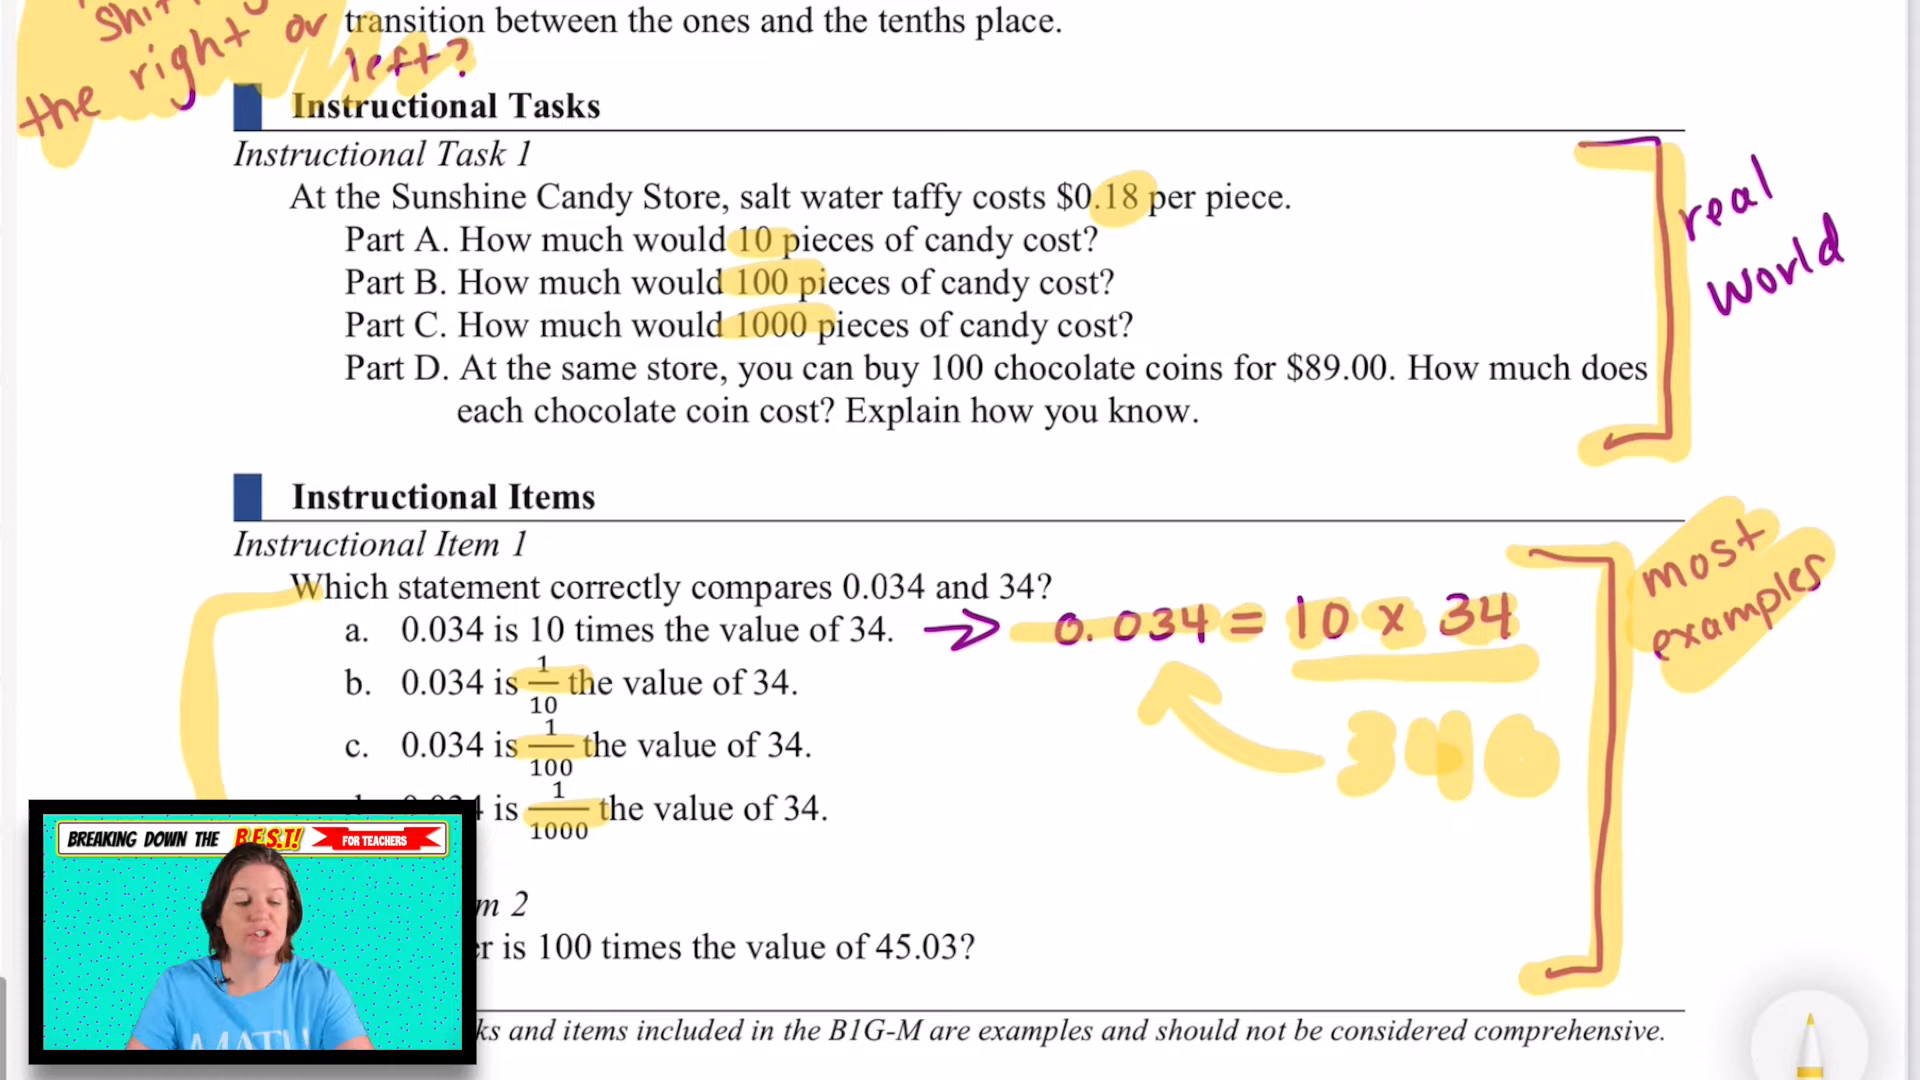 the right or left?
transition between the ones and the tenths place.
Instructional Tasks
Instructional Task 1
At the Sunshine Candy Store, salt water taffy costs $0.18 per piece.
Part A. How much would 10 pieces of candy cost?
Part B. How much would 100 pieces of candy cost?
Part C. How much would 1000 pieces of candy cost?
Part D. At the same store, you can buy 100 chocolate coins for $89.00. How much does
each chocolate coin cost? Explain how you know.
real
world
Instructional Items
Instructional Item 1
Which statement correctly compares 0.034 and 34?
a. 0.034 is 10 times the value of 34. → 0.034 = 10 x 34
b. 0.034 is 1/10 the value of 34.
340
c. 0.034 is 1/100 the value of 34.
is 1/1000 the value of 34.
most
examples
BREAKING DOWN THE B.E.S.T! FOR TEACHERS
2
is 100 times the value of 45.03?
MATH
and items included in the B1G-M are examples and should not be considered comprehensive.